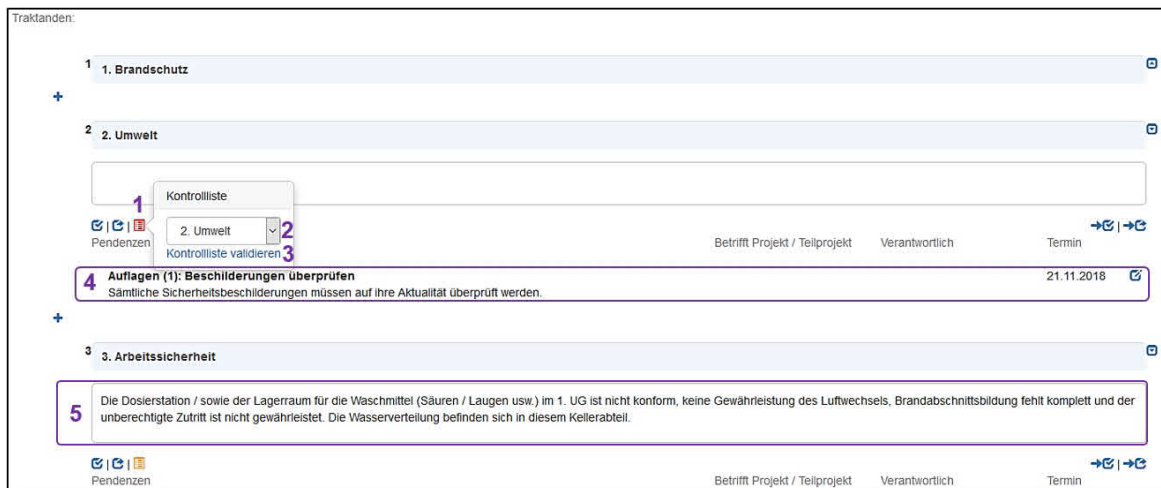 Traktanden:
1 1. Brandschutz
2 2. Umwelt
1 Kontrollliste
2. Umwelt 2
Kontrollliste validieren 3
Pendenzen Betrifft Projekt / Teilprojekt Verantwortlich Termin
4 Auflagen (1): Beschilderungen überprüfen 21.11.2018
Sämtliche Sicherheitsbeschilderungen müssen auf ihre Aktualität überprüft werden.
3 3. Arbeitssicherheit
5 Die Dosierstation / sowie der Lagerraum für die Waschmittel (Säuren / Laugen usw.) im 1. UG ist nicht konform, keine Gewährleistung des Luftwechsels, Brandabschnittsbildung fehlt komplett und der
unberechtigte Zutritt ist nicht gewährleistet. Die Wasserverteilung befinden sich in diesem Kellerabteil.
Pendenzen Betrifft Projekt / Teilprojekt Verantwortlich Termin